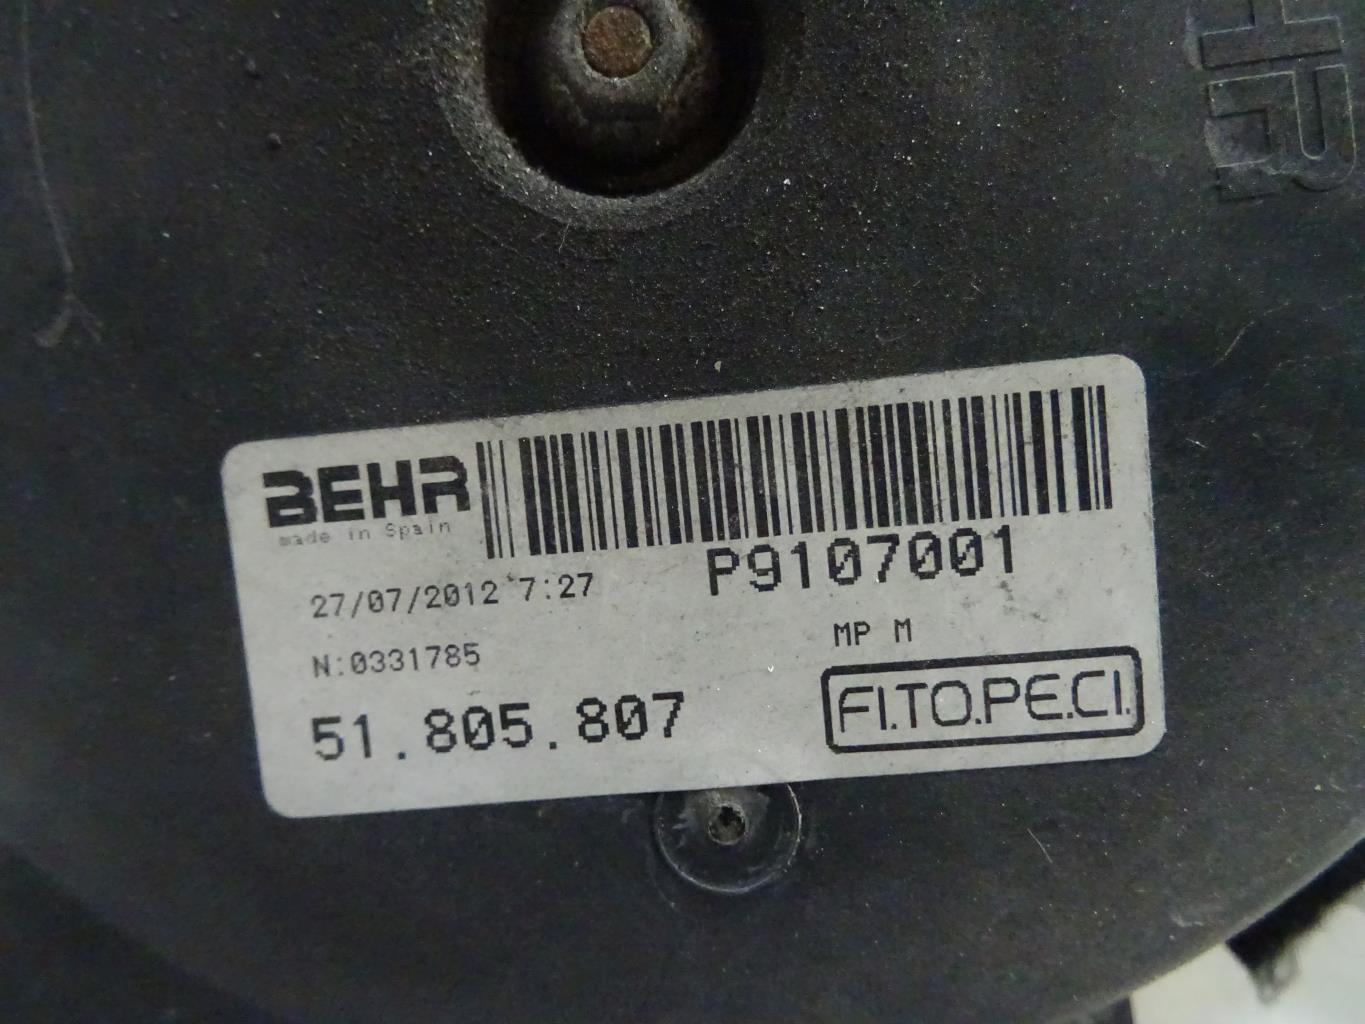 HR
BEHR
made in Spain
27/07/2012 7:27
P9107001
N:0331785
MP M
51.805.807
FI.TO.PE.CI.